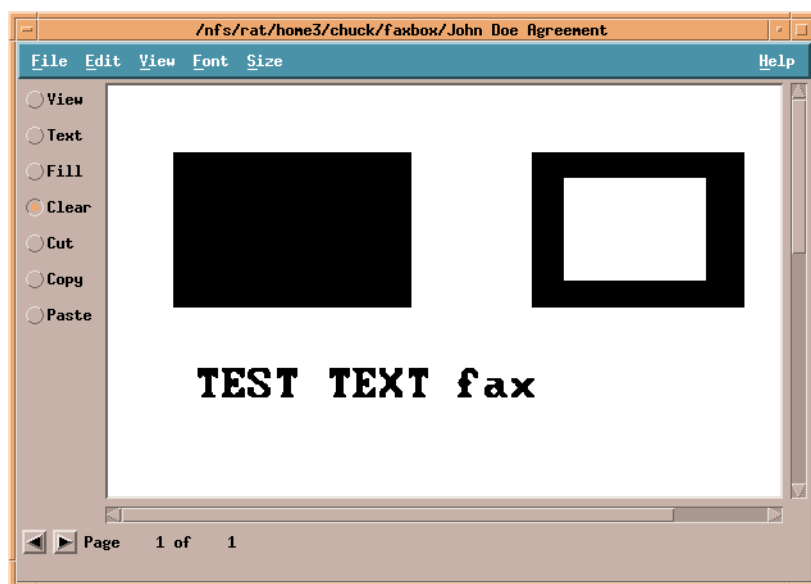 /nfs/rat/home3/chuck/faxbox/John Doe Agreement
File Edit View Font Size Help
View
Text
Fill
Clear
Cut
Copy
Paste
TEST TEXT fax
Page 1 of 1